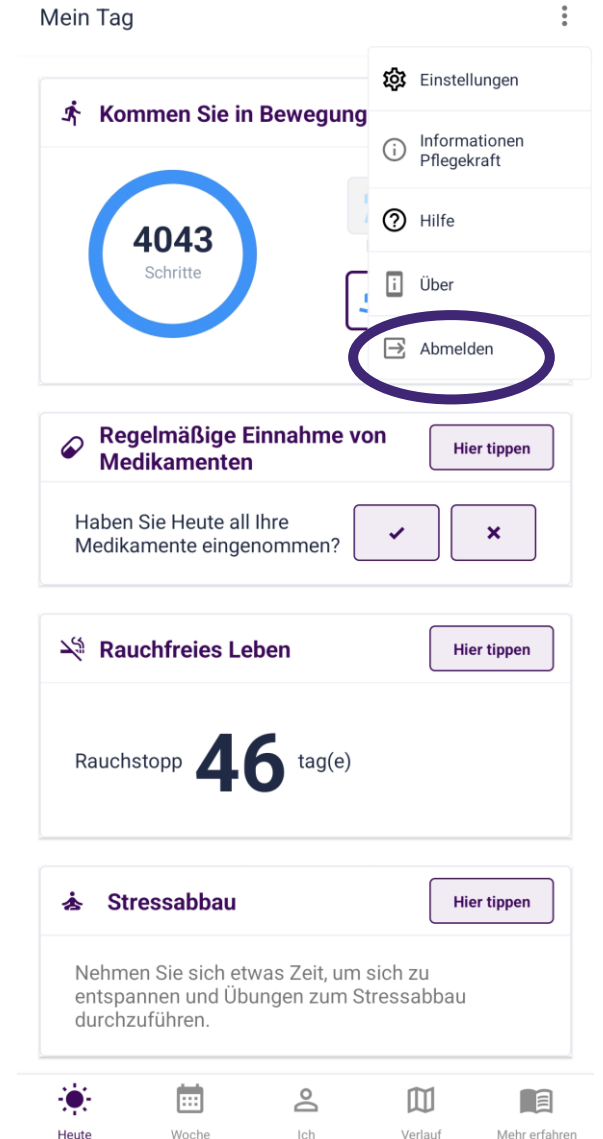 Mein Tag
Einstellungen
Informationen
Pflegekraft
Hilfe
Über
Abmelden
Kommen Sie in Bewegung
4043
Schritte
Regelmäßige Einnahme von
Medikamenten
Hier tippen
Haben Sie Heute all Ihre
Medikamente eingenommen?
Rauchfreies Leben
Hier tippen
Rauchstopp 46 tag(e)
Stressabbau
Hier tippen
Nehmen Sie sich etwas Zeit, um sich zu
entspannen und Übungen zum Stressabbau
durchzuführen.
Heute Woche Ich Verlauf Mehr erfahren